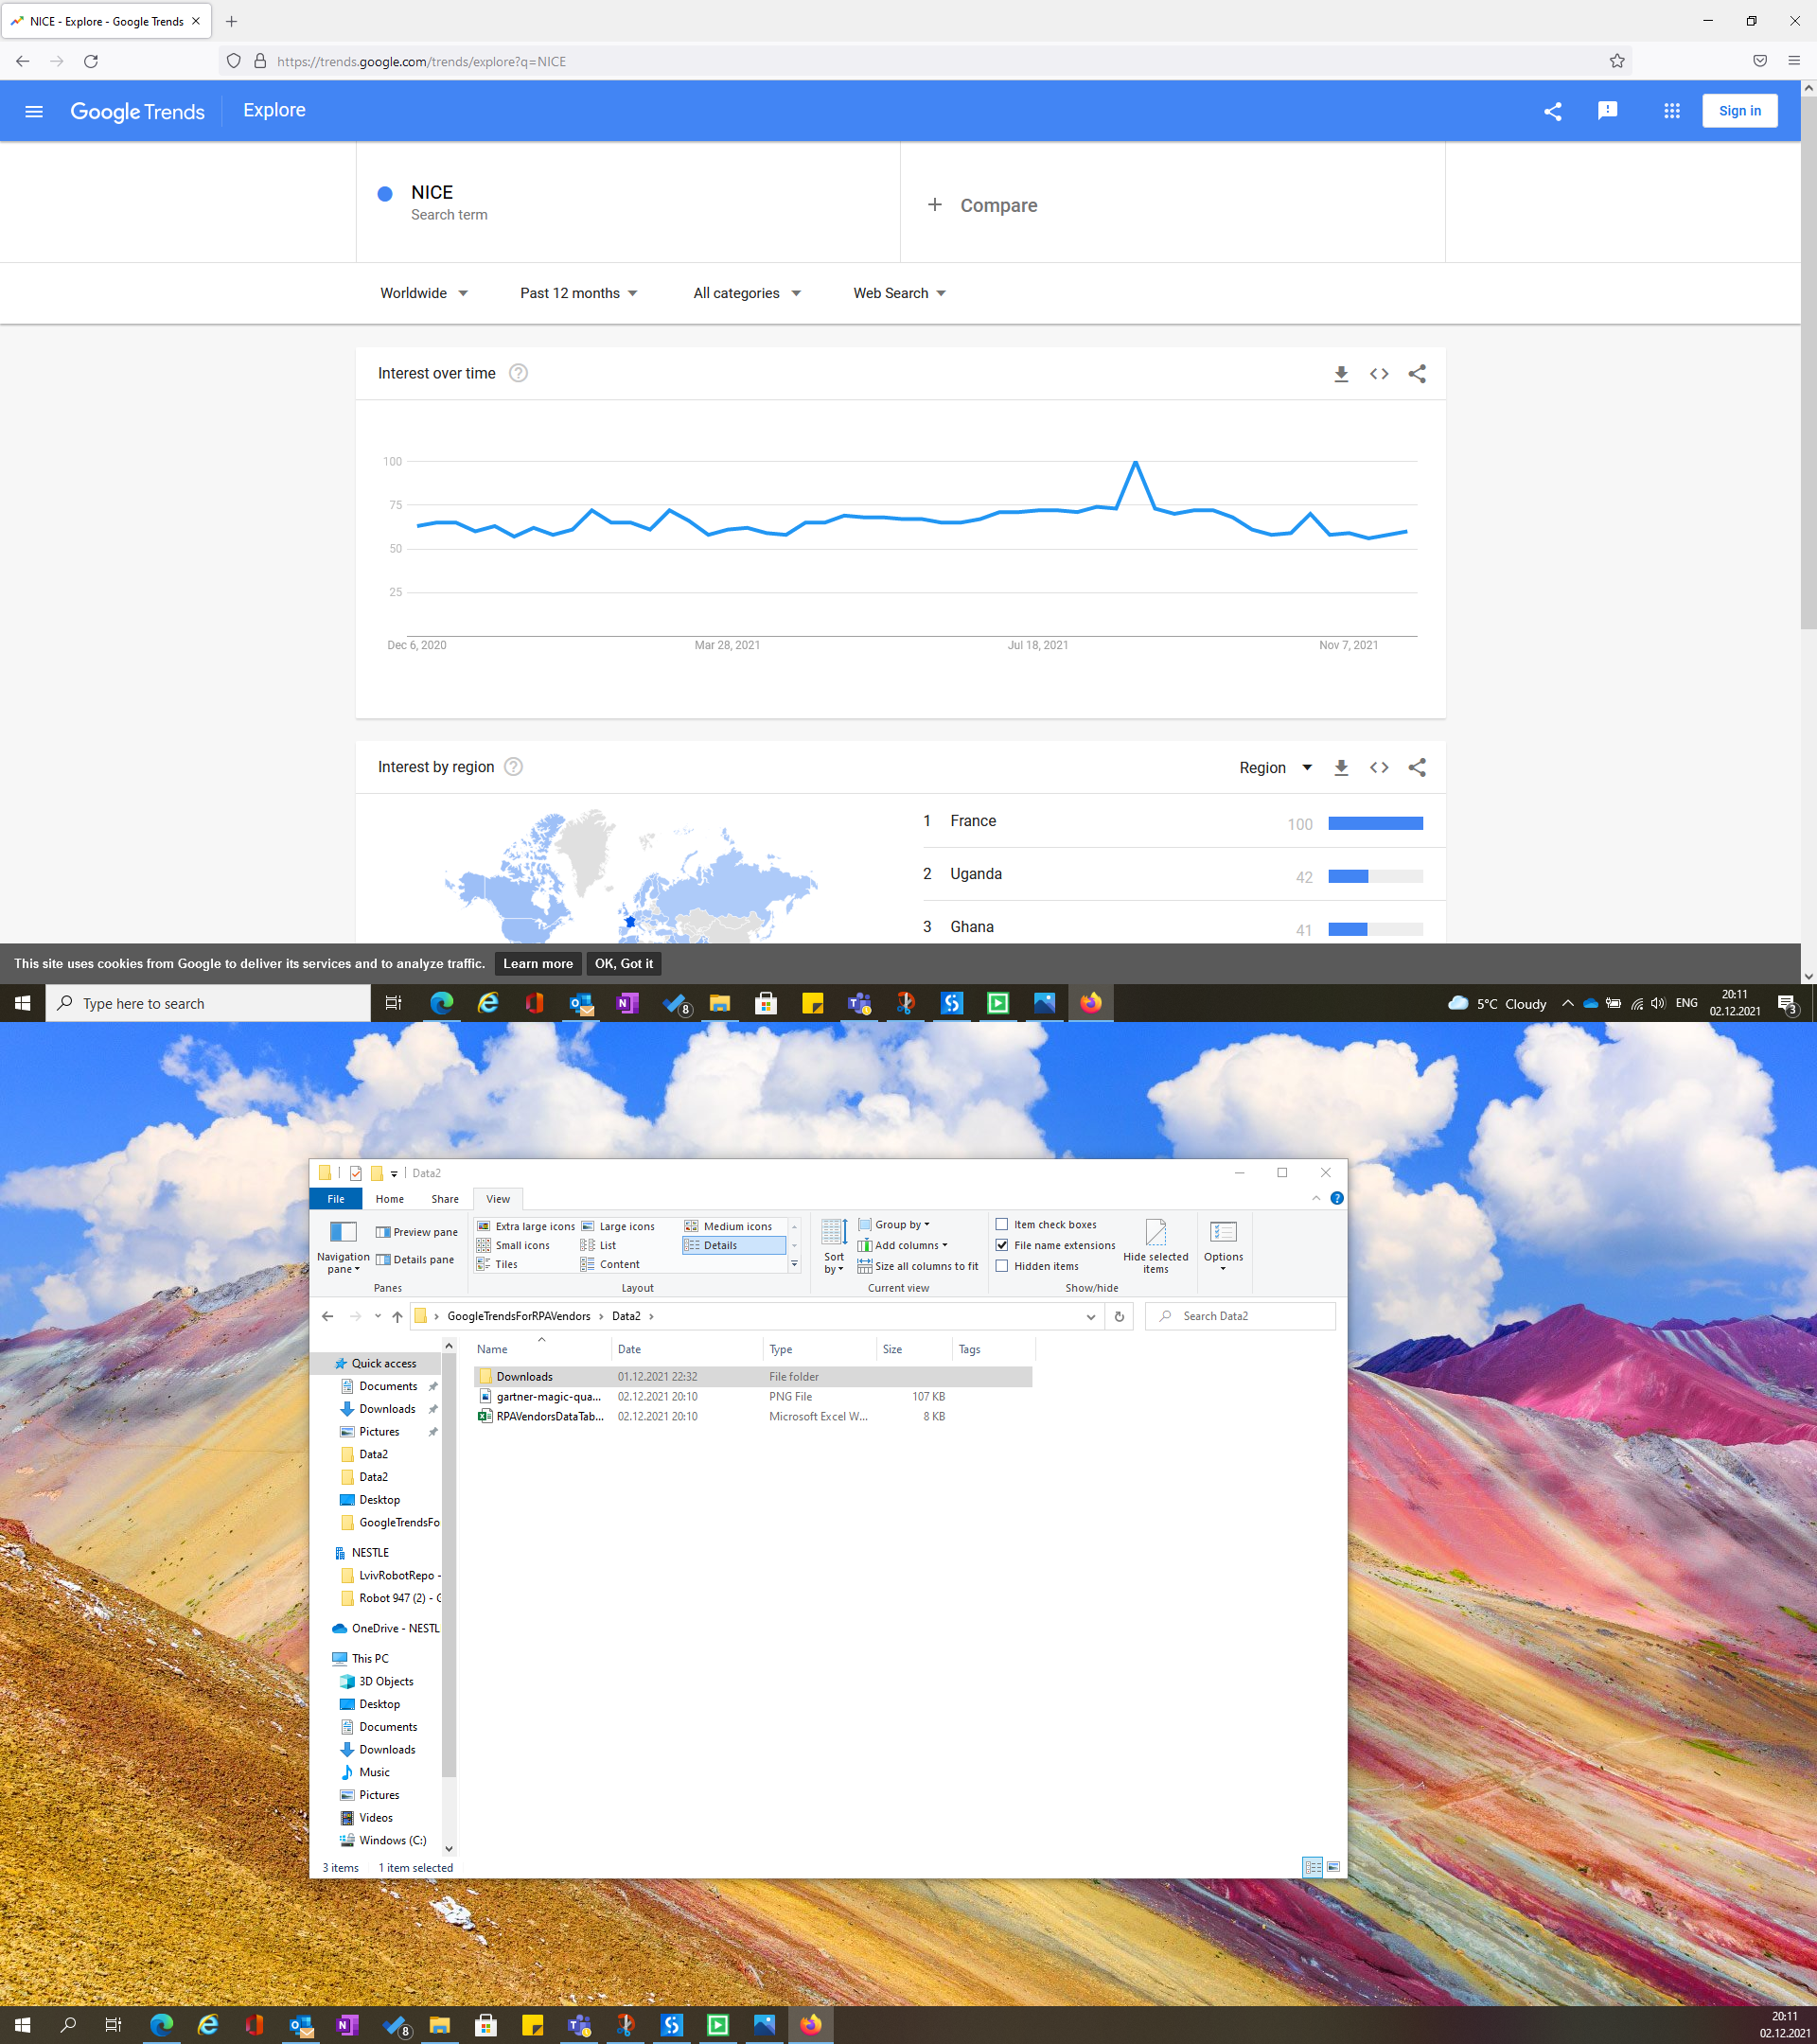 NICE - Explore - Google Trends
https://trends.google.com/trends/explore?q=NICE
Google Trends
Explore
Sign in
NICE
Search term
+ Compare
Worldwide
Past 12 months
All categories
Web Search
Interest over time
100
75
50
25
Dec 6, 2020
Mar 28, 2021
Jul 18, 2021
Nov 7, 2021
Interest by region
Region
1 France 100
2 Uganda 42
3 Ghana 41
This site uses cookies from Google to deliver its services and to analyze traffic.
Learn more
OK, Got it
Type here to search
8
5°C Cloudy
ENG
20:11
02.12.2021
3
Data2
File Home Share View
Navigation pane
Preview pane
Details pane
Panes
Extra large icons
Large icons
Medium icons
Small icons
List
Details
Tiles
Content
Layout
Sort by
Group by
Add columns
Size all columns to fit
Current view
Item check boxes
File name extensions
Hidden items
Hide selected items
Show/hide
Options
GoogleTrendsForRPAVendors › Data2 ›
Search Data2
Name Date Type Size Tags
Downloads 01.12.2021 22:32 File folder
gartner-magic-qua... 02.12.2021 20:10 PNG File 107 KB
RPAVendorsDataTab... 02.12.2021 20:10 Microsoft Excel W... 8 KB
Quick access
Documents
Downloads
Pictures
Data2
Data2
Desktop
GoogleTrendsFo
NESTLE
LvivRobotRepo -
Robot 947 (2) - G
OneDrive - NESTL
This PC
3D Objects
Desktop
Documents
Downloads
Music
Pictures
Videos
Windows (C:)
3 items 1 item selected
8
20:11
02.12.2021